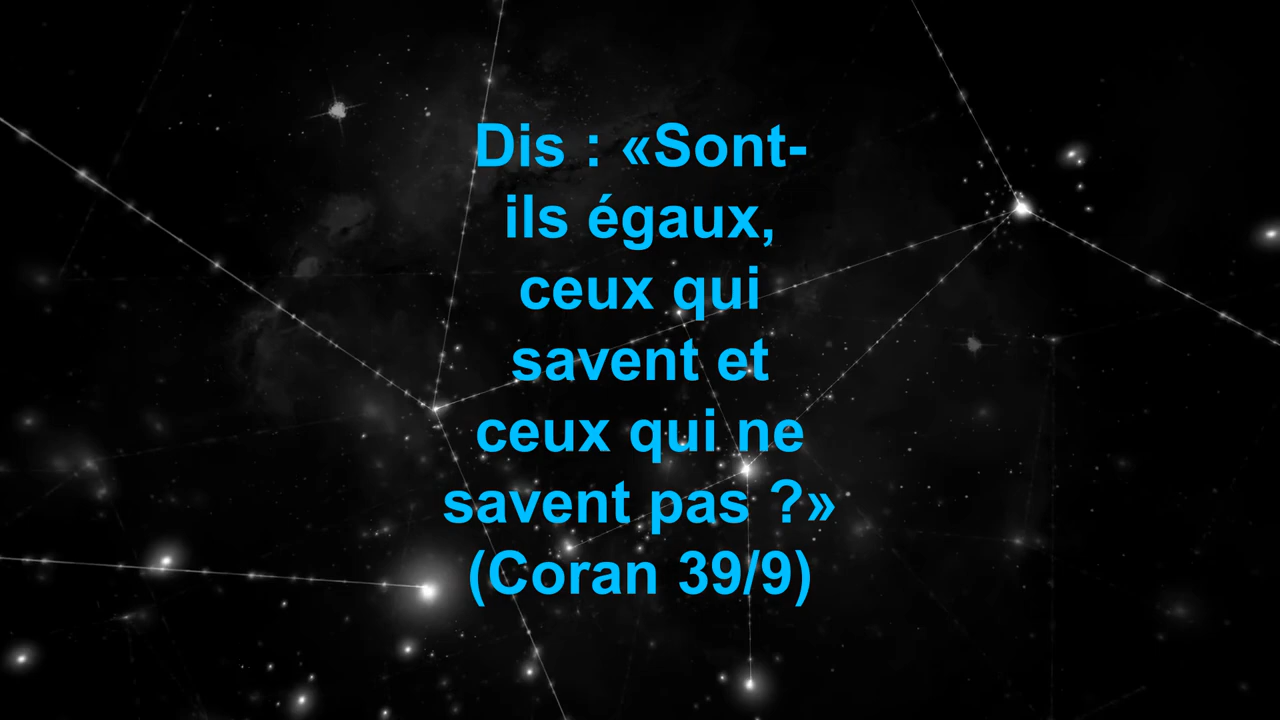 Dis : «Sont-
ils égaux,
ceux qui
savent et
ceux qui ne
savent pas ?»
(Coran 39/9)